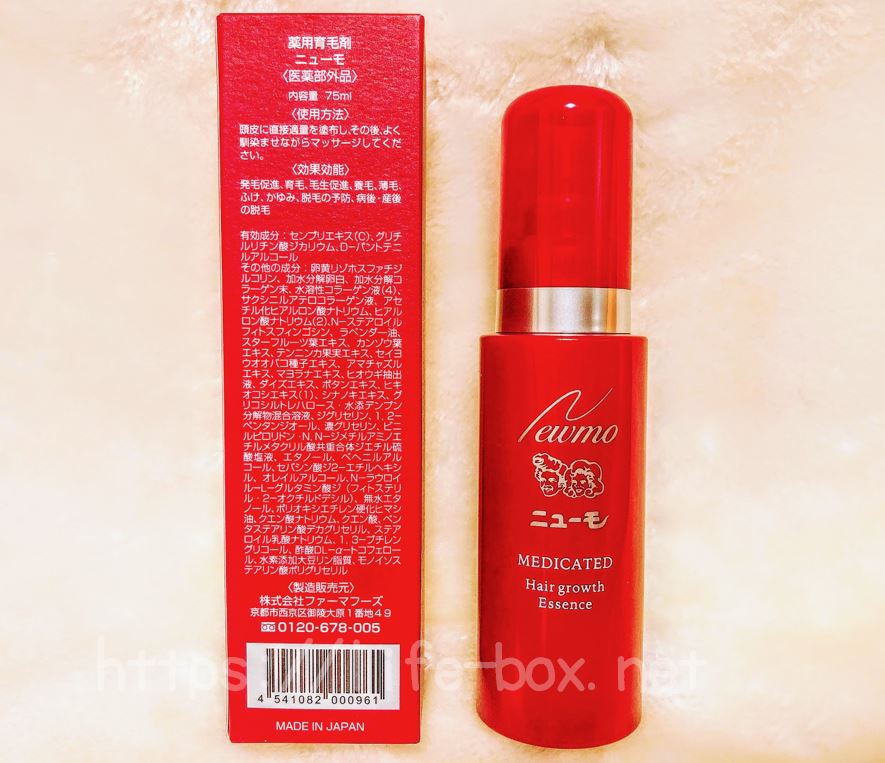 薬用育毛剤
ニューモ
〈医薬部外品〉
内容量 75ml
〈使用方法〉
頭皮に直接適量を塗布し、その後、よく
馴染ませながらマッサージしてくだ
さい。
〈効果効能〉
発毛促進、育毛、毛生促進、養毛、薄毛、
ふけ、かゆみ、脱毛の予防、病後・産後
の脱毛
有効成分：センブリエキス(C)、グリチ
ルリチン酸ジカリウム、D-パントテニ
ルアルコール
その他の成分：卵黄リゾホスファチジ
ルコリン、加水分解卵白、加水分解コ
ラーゲン末、水溶性コラーゲン液(4)、
サクシニルアテロコラーゲン液、アセ
チル化ヒアルロン酸ナトリウム、ヒアル
ロン酸ナトリウム(2)、N-ステアロイル
フィトスフィンゴシン、ラベンダー油、
スターフルーツ葉エキス、カンゾウ葉
エキス、テンニンカ果実エキス、セイヨ
ウオオバコ種子エキス、アマチャヅル
エキス、マヨラナエキス、ヒオウギ抽出
液、ダイズエキス、ボタンエキス、ヒキ
オコシエキス(1)、シナノキエキス、グ
リコシルトレハロース・水添デンプン
分解物混合溶液、ジグリセリン、1、2-
ペンタンジオール、濃グリセリン、ビニ
ルピロリドン・N、N-ジメチルアミノエ
チルメタクリル酸共重合体ジエチル硫
酸塩液、エタノール、ベヘニルアル
コール、セバシン酸ジ2-エチルヘキシ
ル、オレイルアルコール、N-ラウロイ
ル-L-グルタミン酸ジ（フィトステリ
ル・2-オクチルドデシル）、無水エタ
ノール、ポリオキシエチレン硬化ヒマシ
油、クエン酸ナトリウム、クエン酸、ペン
タステアリン酸デカグリセリル、ステア
ロイル乳酸ナトリウム、1、3-ブチレン
グリコール、酢酸DL-α-トコフェロー
ル、水素添加大豆リン脂質、モノイソス
テアリン酸ポリグリセリル
〈製造販売元〉
株式会社ファーマフーズ
京都市西京区御陵大原1番地49
0120-678-005
4 541082 000961
MADE IN JAPAN
Newmo
ニューモ
MEDICATED
Hair growth
Essence